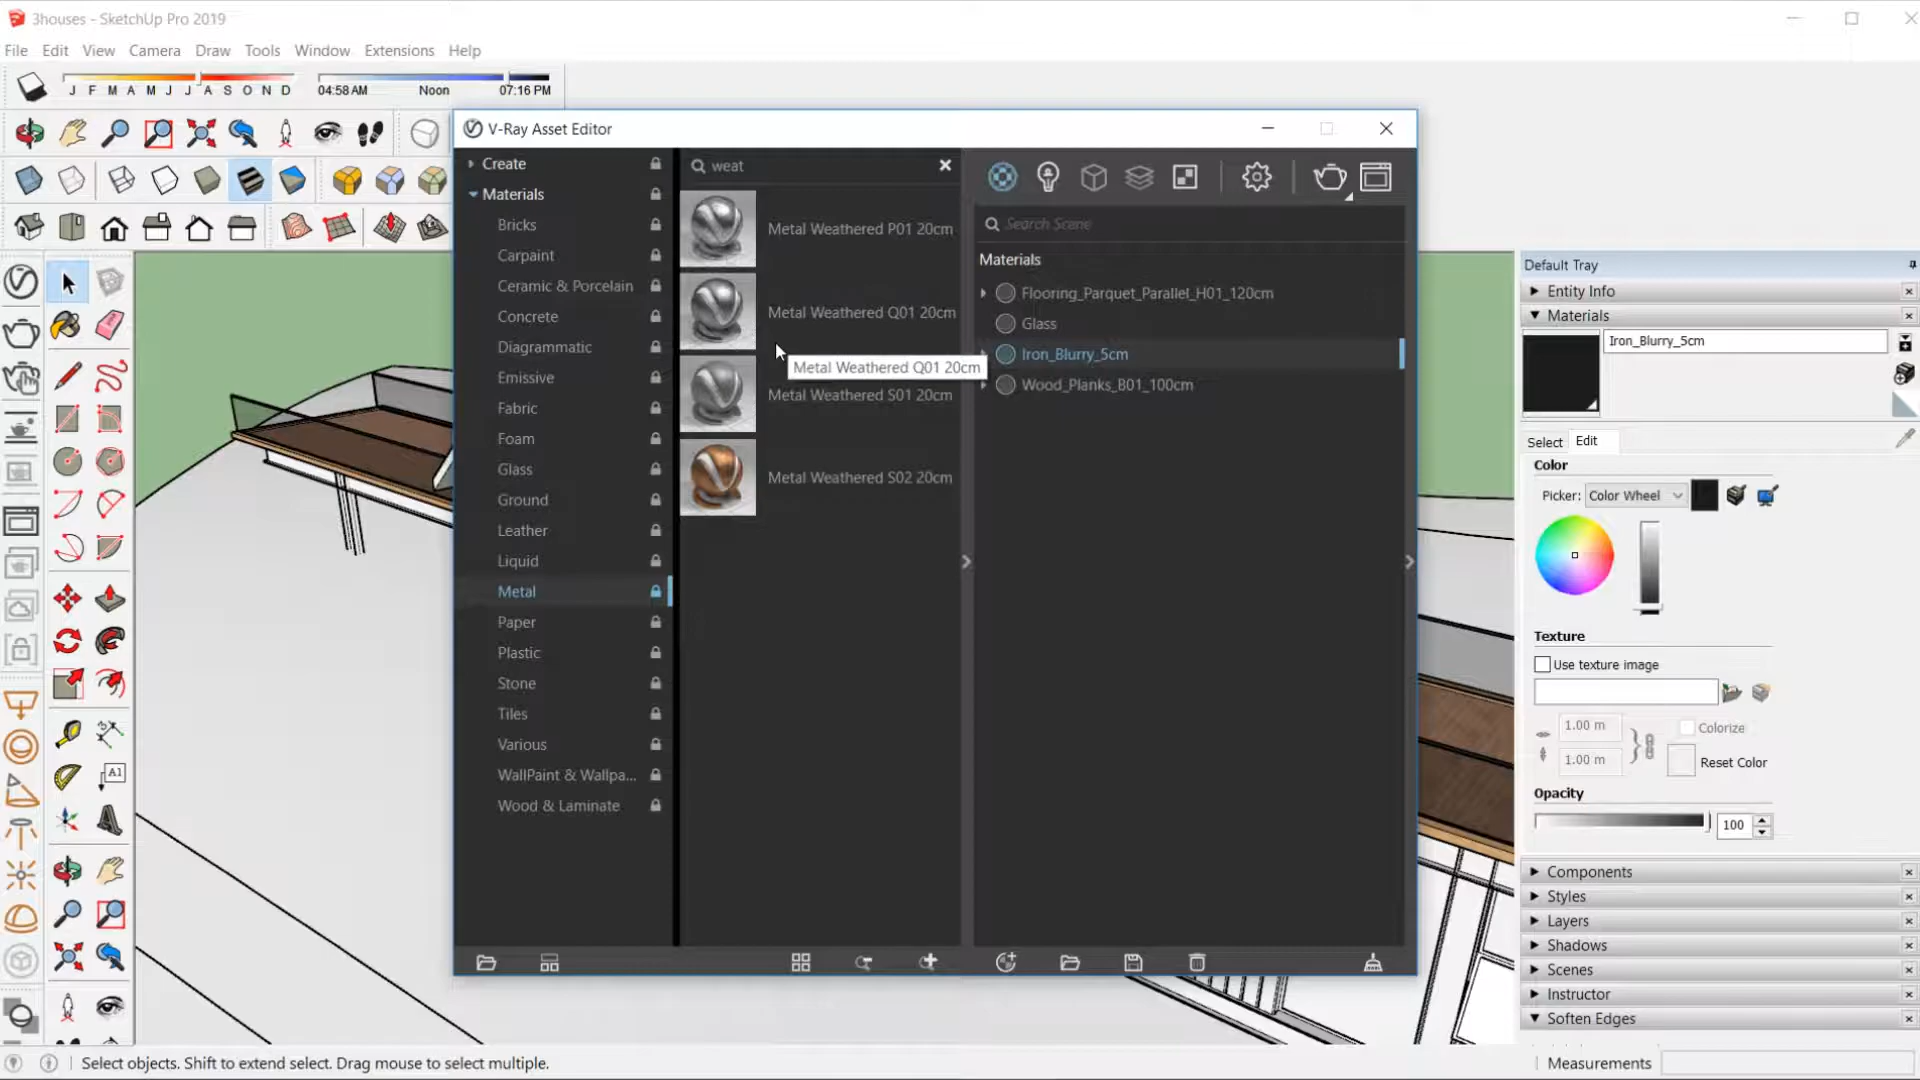 3houses - SketchUp Pro 2019
File Edit View Camera Draw Tools Window Extensions Help
J F M A M J J A S O N D
04:58 AM Noon 07:16 PM
V-Ray Asset Editor
Create
Materials
Bricks
Carpaint
Ceramic & Porcelain
Concrete
Diagrammatic
Emissive
Fabric
Foam
Glass
Ground
Leather
Liquid
Metal
Paper
Plastic
Stone
Tiles
Various
WallPaint & Wallpa...
Wood & Laminate
weat
Metal Weathered P01 20cm
Metal Weathered Q01 20cm
Metal Weathered Q01 20cm
Metal Weathered S01 20cm
Metal Weathered S02 20cm
Search Scene
Materials
Flooring_Parquet_Parallel_H01_120cm
Glass
Iron_Blurry_5cm
Wood_Planks_B01_100cm
Default Tray
Entity Info
Materials
Iron_Blurry_5cm
Select Edit
Color
Picker: Color Wheel
Texture
Use texture image
1.00 m
Colorize
1.00 m
Reset Color
Opacity
100
Components
Styles
Layers
Shadows
Scenes
Instructor
Soften Edges
A1
Select objects. Shift to extend select. Drag mouse to select multiple.
Measurements